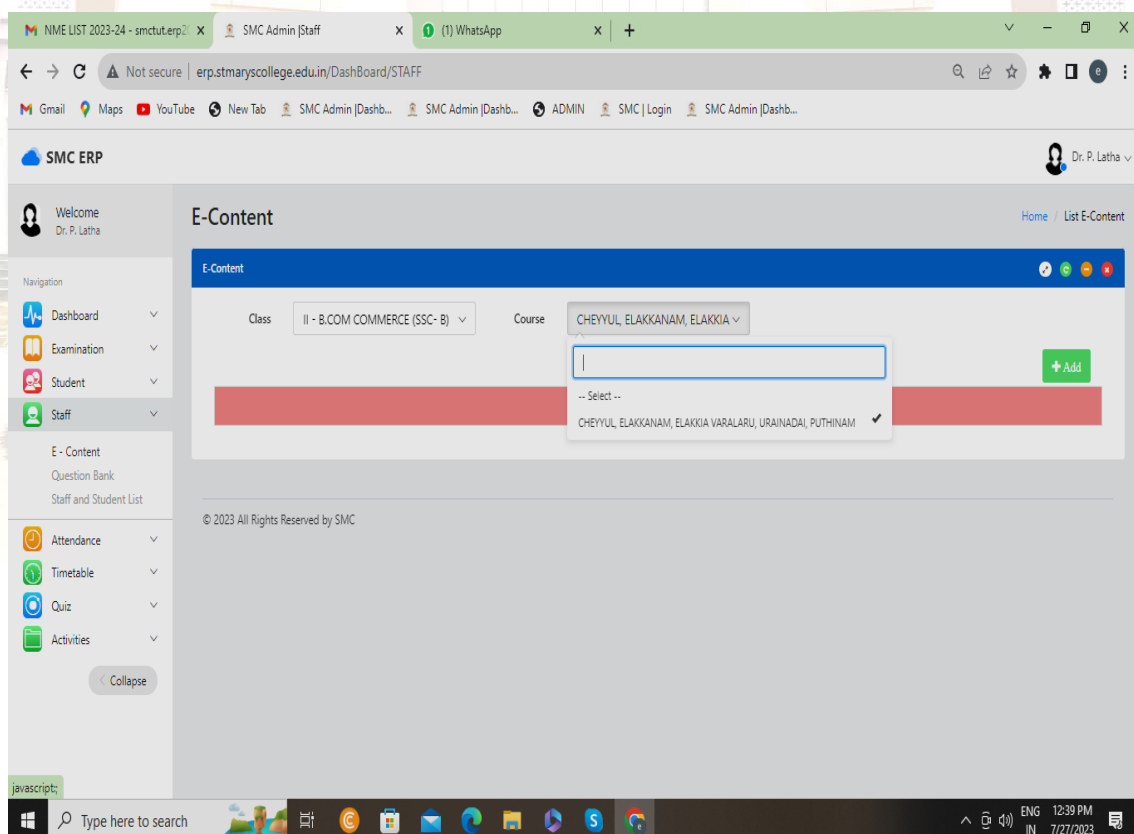 NME LIST 2023-24 - smctut.erp2
SMC Admin |Staff
(1) WhatsApp
Not secure | erp.stmaryscollege.edu.in/DashBoard/STAFF
Gmail Maps YouTube New Tab SMC Admin |Dashb... SMC Admin |Dashb... ADMIN SMC | Login SMC Admin |Dashb...
SMC ERP
Dr. P. Latha
Welcome
Dr. P. Latha
E-Content
Home / List E-Content
Navigation
E-Content
Dashboard
Class II - B.COM COMMERCE (SSC- B) Course CHEYYUL, ELAKKANAM, ELAKKIA
Examination
+ Add
Student
-- Select --
Staff
CHEYYUL, ELAKKANAM, ELAKKIA VARALARU, URAINADAI, PUTHINAM
E - Content
Question Bank
Staff and Student List
© 2023 All Rights Reserved by SMC
Attendance
Timetable
Quiz
Activities
< Collapse
javascript:;
Type here to search
ENG 12:39 PM
IN 7/27/2023